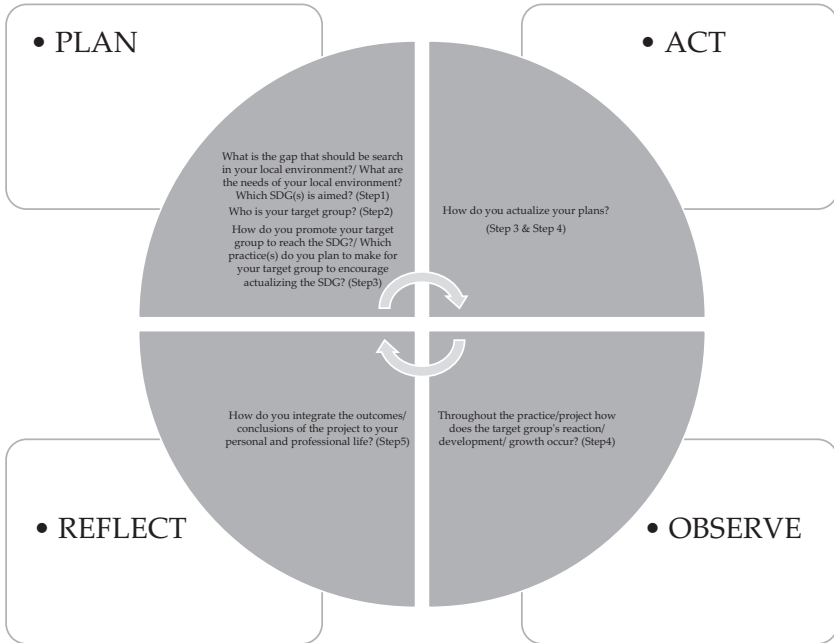 • PLAN
What is the gap that should be search
in your local environment?/ What are
the needs of your local environment?
Which SDG(s) is aimed? (Step1)
Who is your target group? (Step2)
How do you promote your target
group to reach the SDG?/ Which
practice(s) do you plan to make for
your target group to encourage
actualizing the SDG? (Step3)
• ACT
How do you actualize your plans?
(Step 3 & Step 4)
• REFLECT
How do you integrate the outcomes/
conclusions of the project to your
personal and professional life? (Step5)
• OBSERVE
Throughout the practice/project how
does the target group's reaction/
development/ growth occur? (Step4)